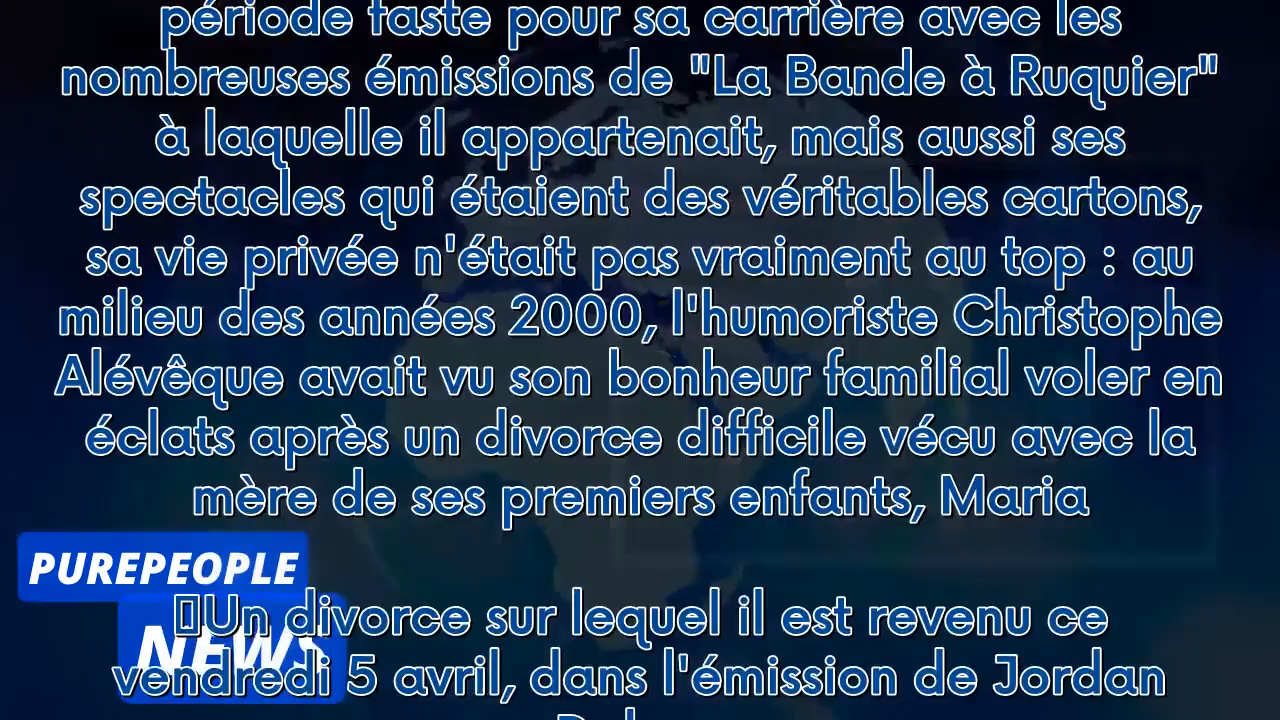 période faste pour sa carrière avec les
nombreuses émissions de "La Bande à Ruquier"
à laquelle il appartenait, mais aussi ses
spectacles qui étaient des véritables cartons,
sa vie privée n'était pas vraiment au top : au
milieu des années 2000, l'humoriste Christophe
Alévêque avait vu son bonheur familial voler en
éclats après un divorce difficile vécu avec la
mère de ses premiers enfants, Maria
PUREPEOPLE
NEWS
Un divorce sur lequel il est revenu ce
vendredi 5 avril, dans l'émission de Jordan